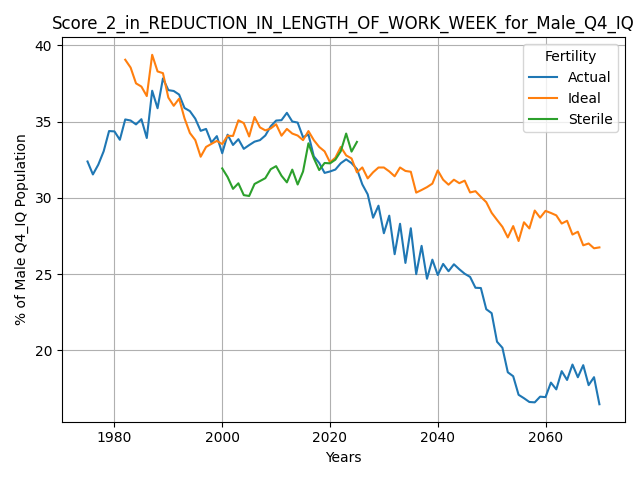 Score_2_in_REDUCTION_IN_LENGTH_OF_WORK_WEEK_for_Male_Q4_IQ
40
35
30
25
20
% of Male Q4_IQ Population
Fertility
Actual
Ideal
Sterile
1980 2000 2020 2040 2060
Years